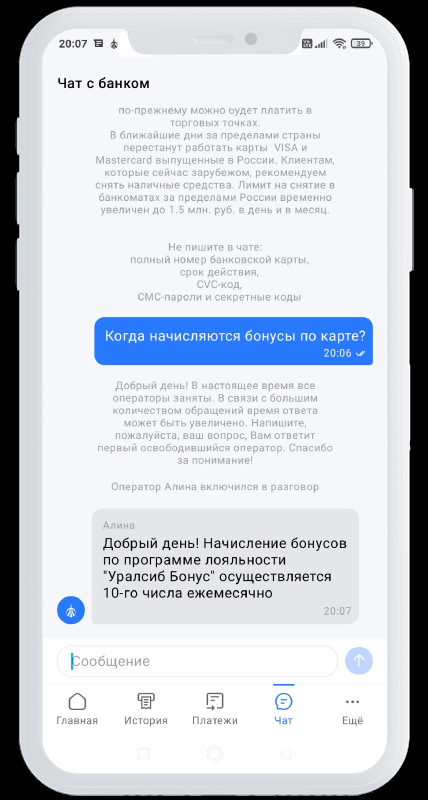 20:07
39
Чат с банком
по-прежнему можно будет платить в
торговых точках.
В ближайшие дни за пределами страны
перестанут работать карты VISA и
Mastercard выпущенные в России. Клиентам,
которые сейчас зарубежом, рекомендуем
снять наличные средства. Лимит на снятие в
банкоматах за пределами России временно
увеличен до 1.5 млн. руб. в день и в месяц.
Не пишите в чате:
полный номер банковской карты,
срок действия,
CVC-код,
СМС-пароли и секретные коды
Когда начисляются бонусы по карте?
20:06
Добрый день! В настоящее время все
операторы заняты. В связи с большим
количеством обращений время ответа
может быть увеличено. Напишите,
пожалуйста, ваш вопрос, Вам ответит
первый освободившийся оператор. Спасибо
за понимание!
Оператор Алина включился в разговор
Алина
Добрый день! Начисление бонусов
по программе лояльности
"Уралсиб Бонус" осуществляется
10-го числа ежемесячно
20:07
Сообщение
Главная
История
Платежи
Чат
Ещё